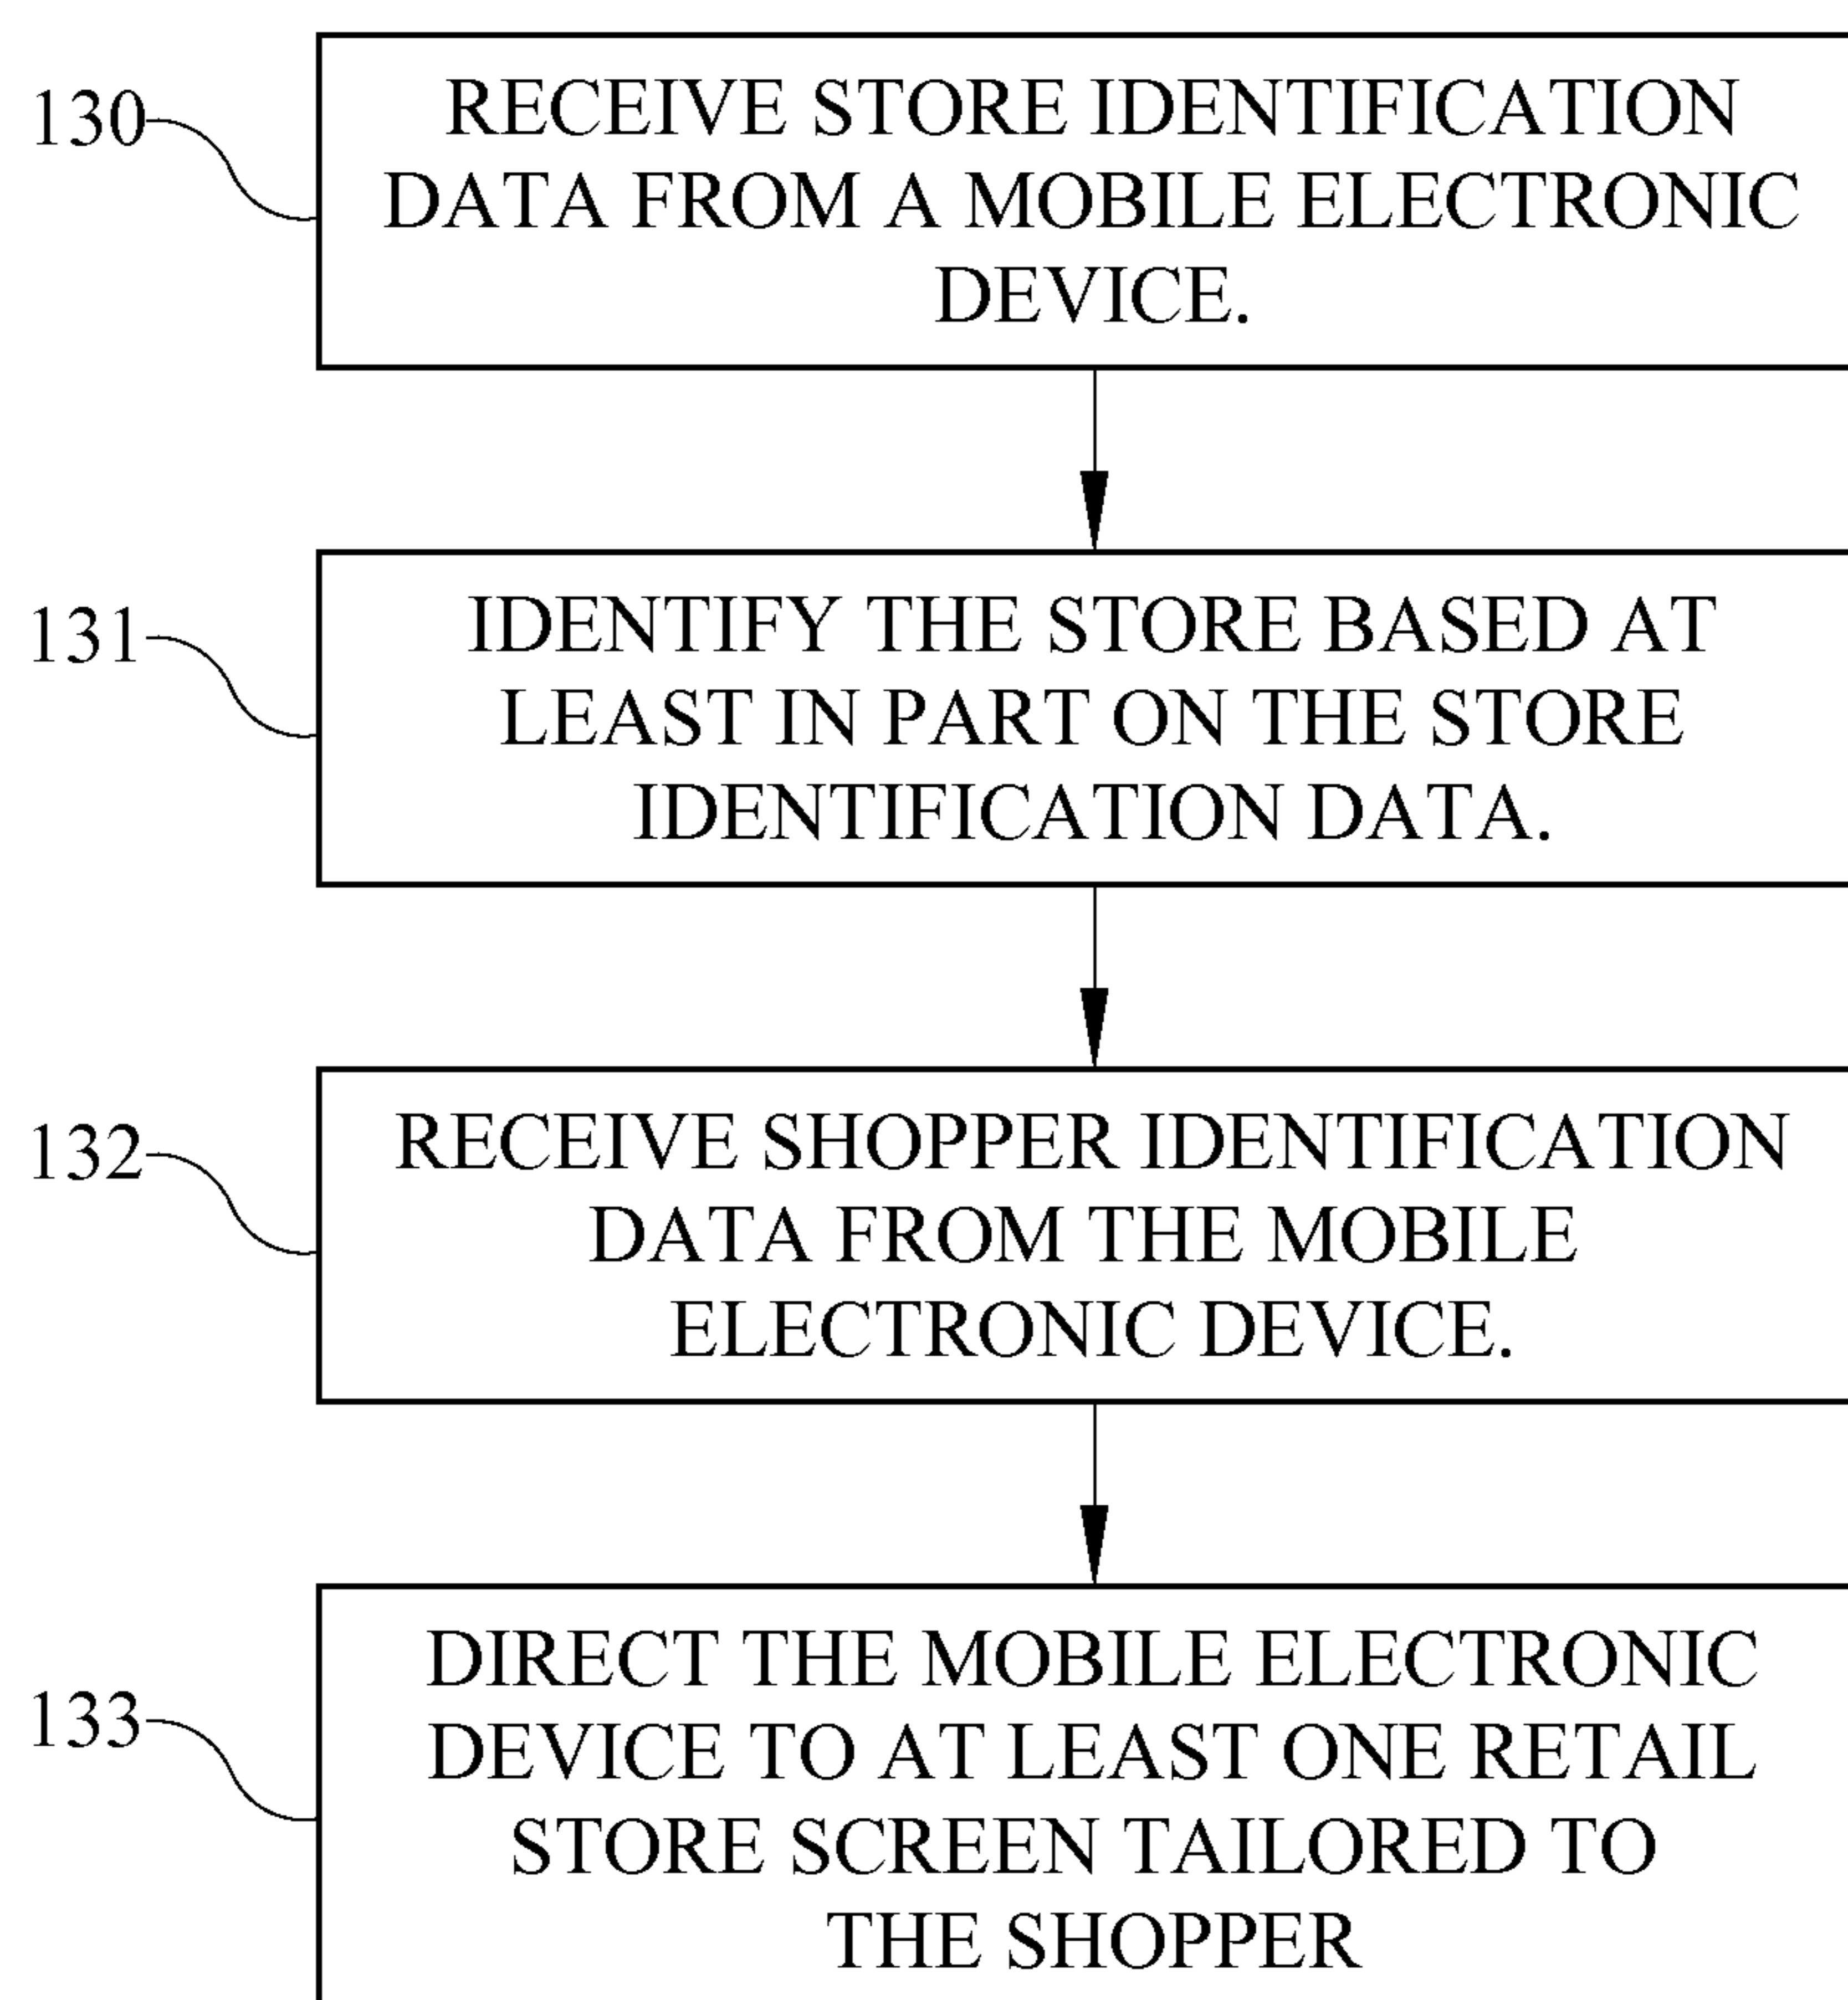 130
RECEIVE STORE IDENTIFICATION
DATA FROM A MOBILE ELECTRONIC
DEVICE.
131
IDENTIFY THE STORE BASED AT
LEAST IN PART ON THE STORE
IDENTIFICATION DATA.
132
RECEIVE SHOPPER IDENTIFICATION
DATA FROM THE MOBILE
ELECTRONIC DEVICE.
133
DIRECT THE MOBILE ELECTRONIC
DEVICE TO AT LEAST ONE RETAIL
STORE SCREEN TAILORED TO
THE SHOPPER